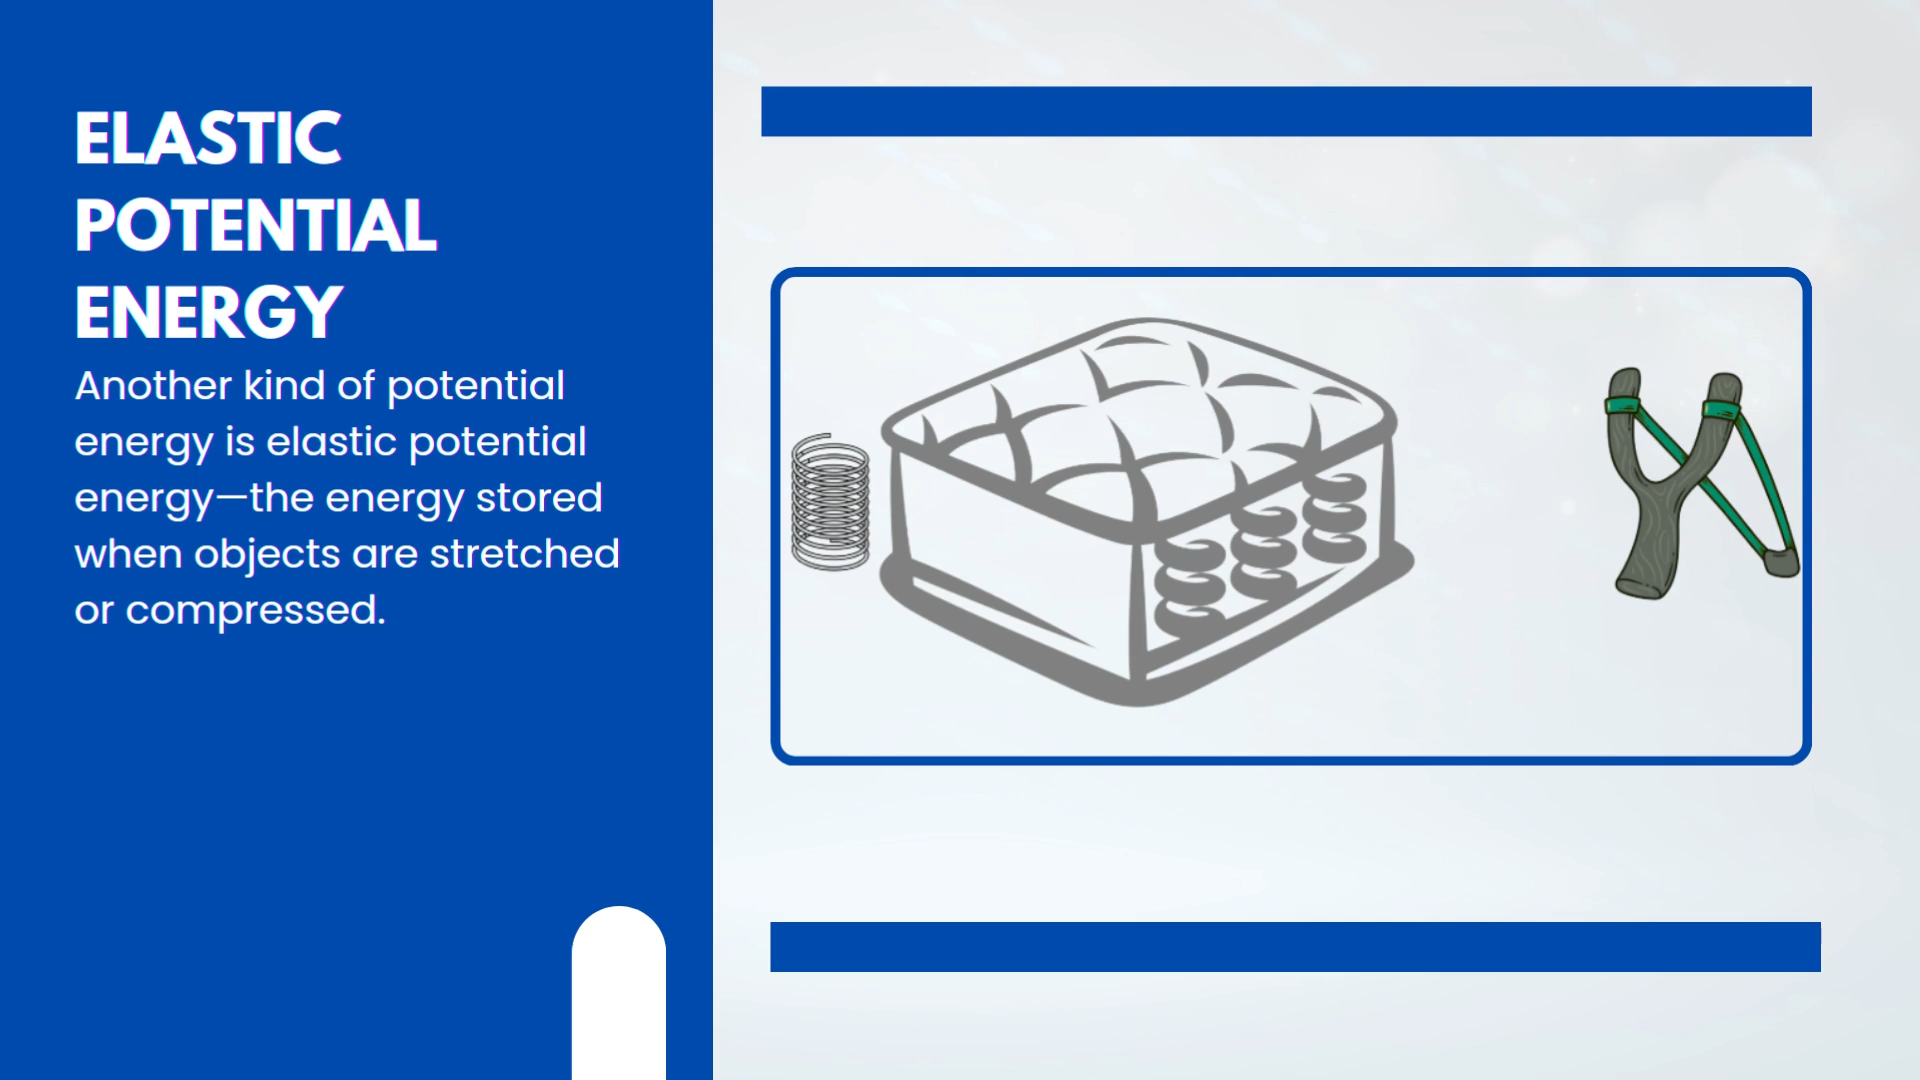 ELASTIC
POTENTIAL
ENERGY
Another kind of potential
energy is elastic potential
energy—the energy stored
when objects are stretched
or compressed.